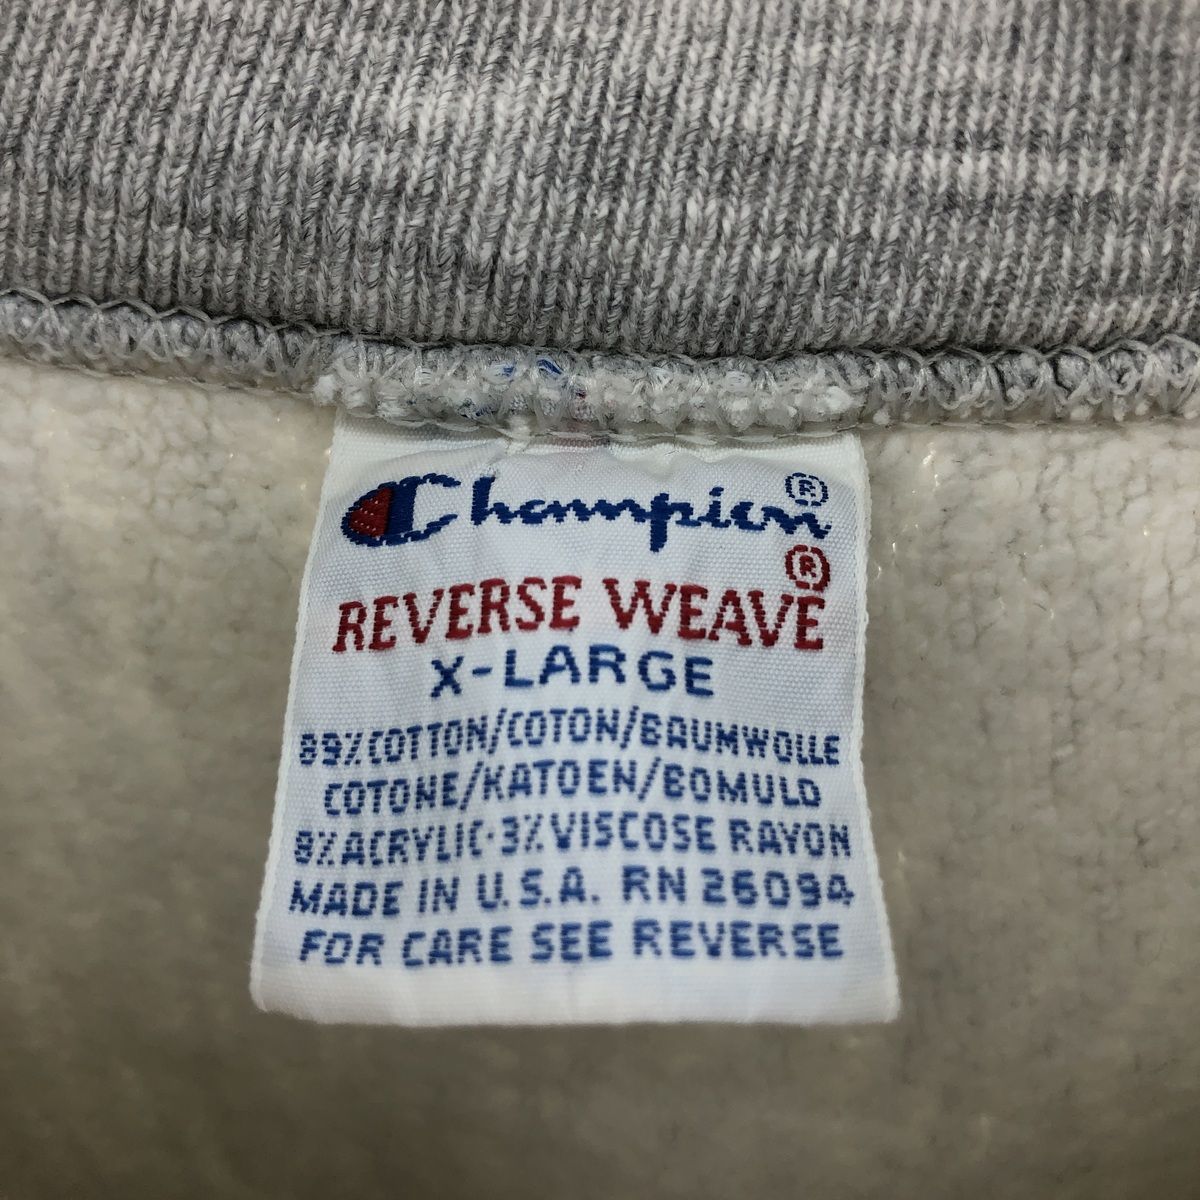 Champion®
REVERSE WEAVE®
X-LARGE
89% COTTON/COTON/BAUMWOLLE
COTONE/KATOEN/BOMULD
8% ACRYLIC·3% VISCOSE RAYON
MADE IN U.S.A. RN 26094
FOR CARE SEE REVERSE